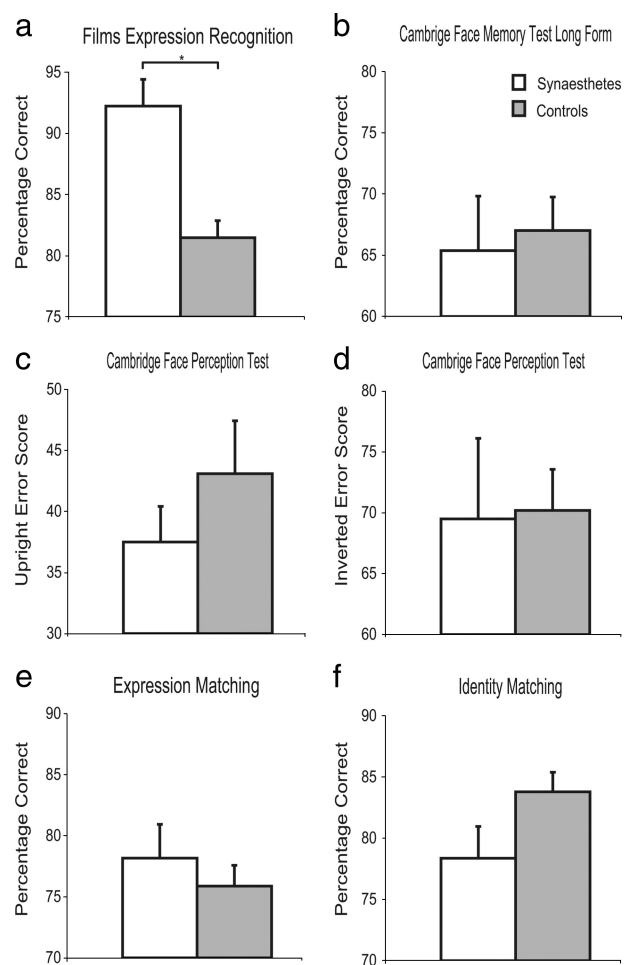 a
Films Expression Recognition
*
Percentage Correct
95
90
85
80
75
b
Cambrige Face Memory Test Long Form
Synaesthetes
Controls
Percentage Correct
80
70
65
60
c
Cambridge Face Perception Test
Upright Error Score
50
45
40
35
30
d
Cambrige Face Perception Test
Inverted Error Score
80
75
70
65
60
e
Expression Matching
Percentage Correct
90
85
80
75
70
f
Identity Matching
Percentage Correct
90
85
80
75
70